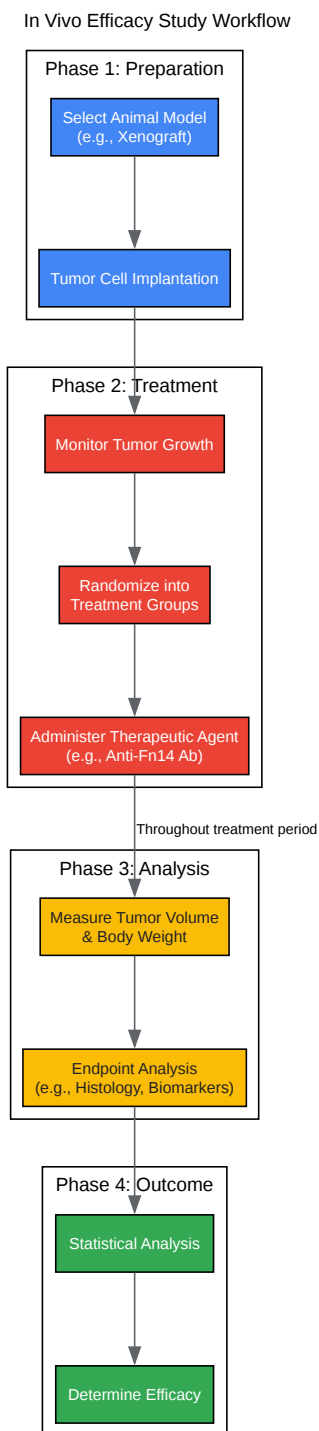 In Vivo Efficacy Study Workflow
Phase 1: Preparation
Select Animal Model
(e.g., Xenograft)
Tumor Cell Implantation
Phase 2: Treatment
Monitor Tumor Growth
Randomize into
Treatment Groups
Administer Therapeutic Agent
(e.g., Anti-Fn14 Ab)
Throughout treatment period
Phase 3: Analysis
Measure Tumor Volume
& Body Weight
Endpoint Analysis
(e.g., Histology, Biomarkers)
Phase 4: Outcome
Statistical Analysis
Determine Efficacy